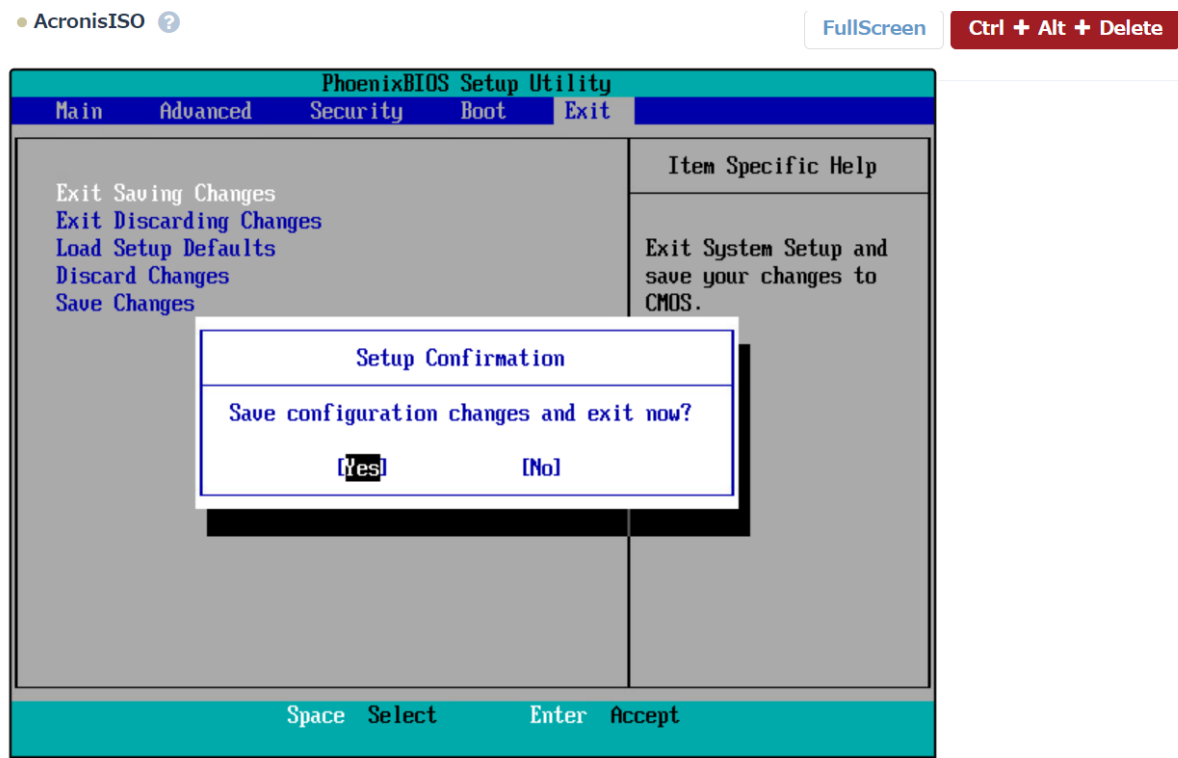 AcronisISO ?
FullScreen
Ctrl + Alt + Delete
PhoenixBIOS Setup Utility
Main Advanced Security Boot Exit
Exit Saving Changes
Exit Discarding Changes
Load Setup Defaults
Discard Changes
Save Changes
Item Specific Help
Exit System Setup and
save your changes to
CMOS.
Setup Confirmation
Save configuration changes and exit now?
[Yes] [No]
Space Select Enter Accept